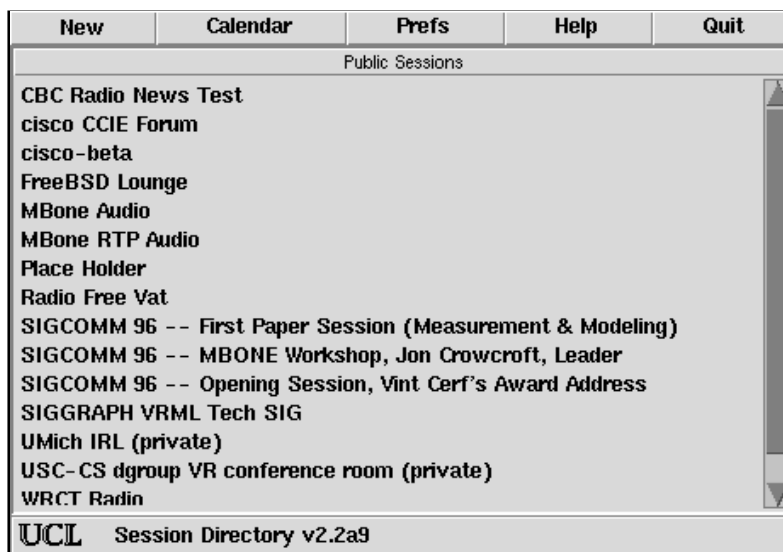 New Calendar Prefs Help Quit
Public Sessions
CBC Radio News Test
cisco CCIE Forum
cisco-beta
FreeBSD Lounge
MBone Audio
MBone RTP Audio
Place Holder
Radio Free Vat
SIGCOMM 96 -- First Paper Session (Measurement & Modeling)
SIGCOMM 96 -- MBONE Workshop, Jon Crowcroft, Leader
SIGCOMM 96 -- Opening Session, Vint Cerf's Award Address
SIGGRAPH VRML Tech SIG
UMich IRL (private)
USC-CS dgroup VR conference room (private)
WRCT Radio
UCL Session Directory v2.2a9